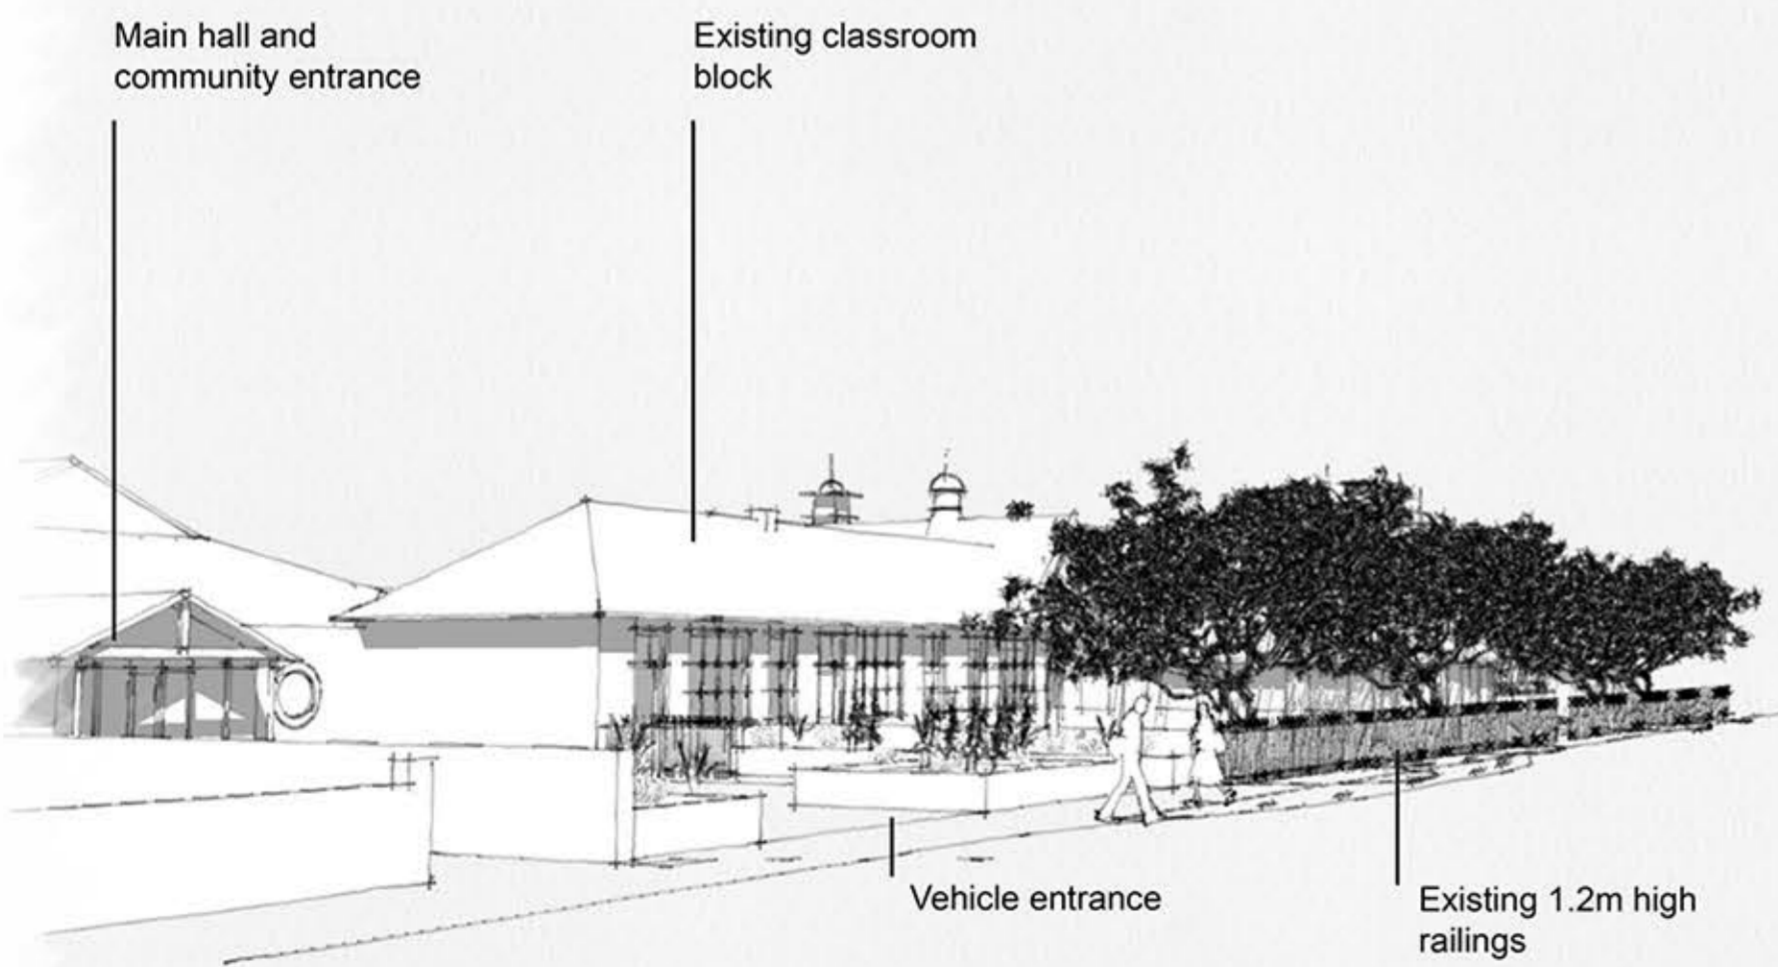 Main hall and
community entrance
Existing classroom
block
Vehicle entrance
Existing 1.2m high
railings